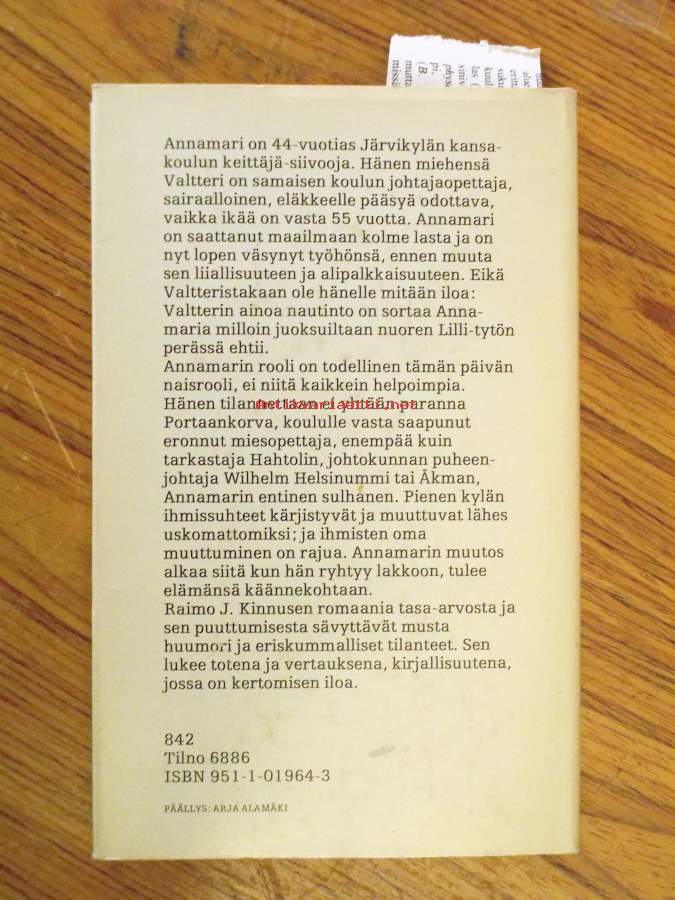 Annamari on 44-vuotias Järvikylän kansa-
koulun keittäjä-siivooja. Hänen miehensä
Valtteri on samaisen koulun johtajaopettaja,
sairaalloinen, eläkkeelle pääsyä odottava,
vaikka ikää on vasta 55 vuotta. Annamari
on saattanut maailmaan kolme lasta ja on
nyt lopen väsynyt työhönsä, ennen muuta
sen liiallisuuteen ja alipalkkaisuuteen. Eikä
Valtteristakaan ole hänelle mitään iloa:
Valtterin ainoa nautinto on sortaa Anna-
maria milloin juoksuiltaan nuoren Lilli-tytön
perässä ehtii.
Annamarin rooli on todellinen tämän päivän
naisrooli, ei niitä kaikkein helpoimpia.
Hänen tilannettaan ei yhtään paranna
Antikvariaatti.net
Portaankorva, koululle vasta saapunut
eronnut miesopettaja, enempää kuin
tarkastaja Hahtolin, johtokunnan puheen-
johtaja Wilhelm Helsinummi tai Åkman,
Annamarin entinen sulhanen. Pienen kylän
ihmissuhteet kärjistyvät ja muuttuvat lähes
uskomattomiksi; ja ihmisten oma
muuttuminen on rajua. Annamarin muutos
alkaa siitä kun hän ryhtyy lakkoon, tulee
elämänsä käännekohtaan.
Raimo J. Kinnusen romaania tasa-arvosta ja
sen puuttumisesta sävyttävät musta
huumori ja eriskummalliset tilanteet. Sen
lukee totena ja vertauksena, kirjallisuutena,
jossa on kertomisen iloa.
842
Tilno 6886
ISBN 951-1-01964-3
PÄÄLLYS: ARJA ALAMÄKI